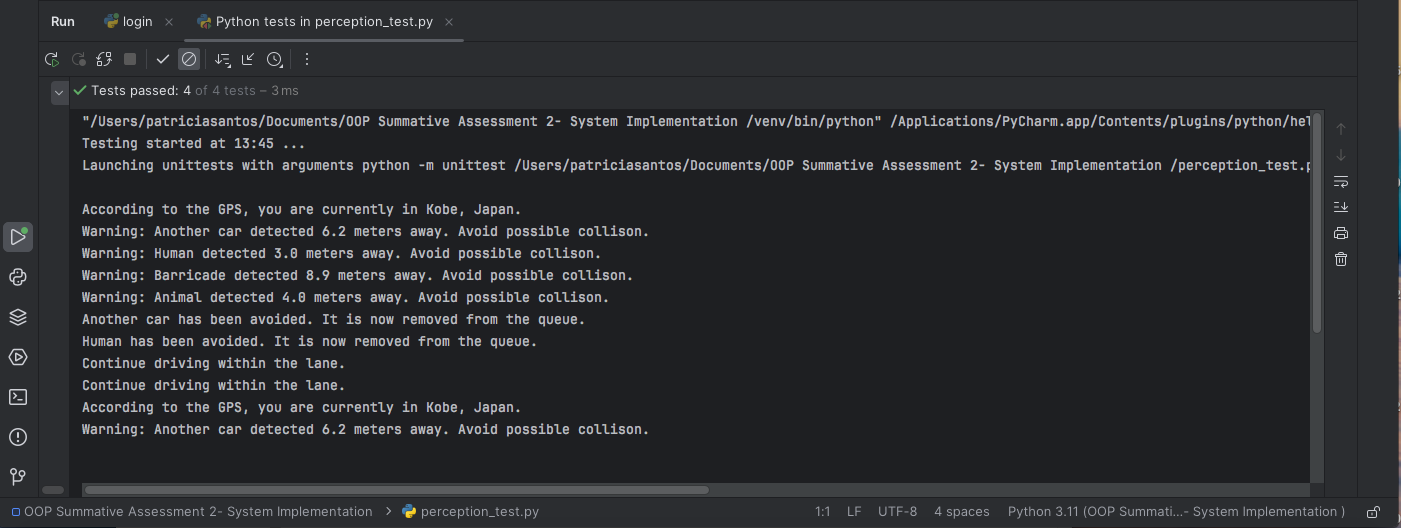 Run login × Python tests in perception_test.py ×
Tests passed: 4 of 4 tests – 3 ms
"/Users/patriciasantos/Documents/OOP Summative Assessment 2- System Implementation /venv/bin/python" /Applications/PyCharm.app/Contents/plugins/python/hel
Testing started at 13:45 ...
Launching unittests with arguments python -m unittest /Users/patriciasantos/Documents/OOP Summative Assessment 2- System Implementation /perception_test.p
According to the GPS, you are currently in Kobe, Japan.
Warning: Another car detected 6.2 meters away. Avoid possible collison.
Warning: Human detected 3.0 meters away. Avoid possible collison.
Warning: Barricade detected 8.9 meters away. Avoid possible collison.
Warning: Animal detected 4.0 meters away. Avoid possible collison.
Another car has been avoided. It is now removed from the queue.
Human has been avoided. It is now removed from the queue.
Continue driving within the lane.
Continue driving within the lane.
According to the GPS, you are currently in Kobe, Japan.
Warning: Another car detected 6.2 meters away. Avoid possible collison.
OOP Summative Assessment 2- System Implementation > perception_test.py 1:1 LF UTF-8 4 spaces Python 3.11 (OOP Summati...- System Implementation )